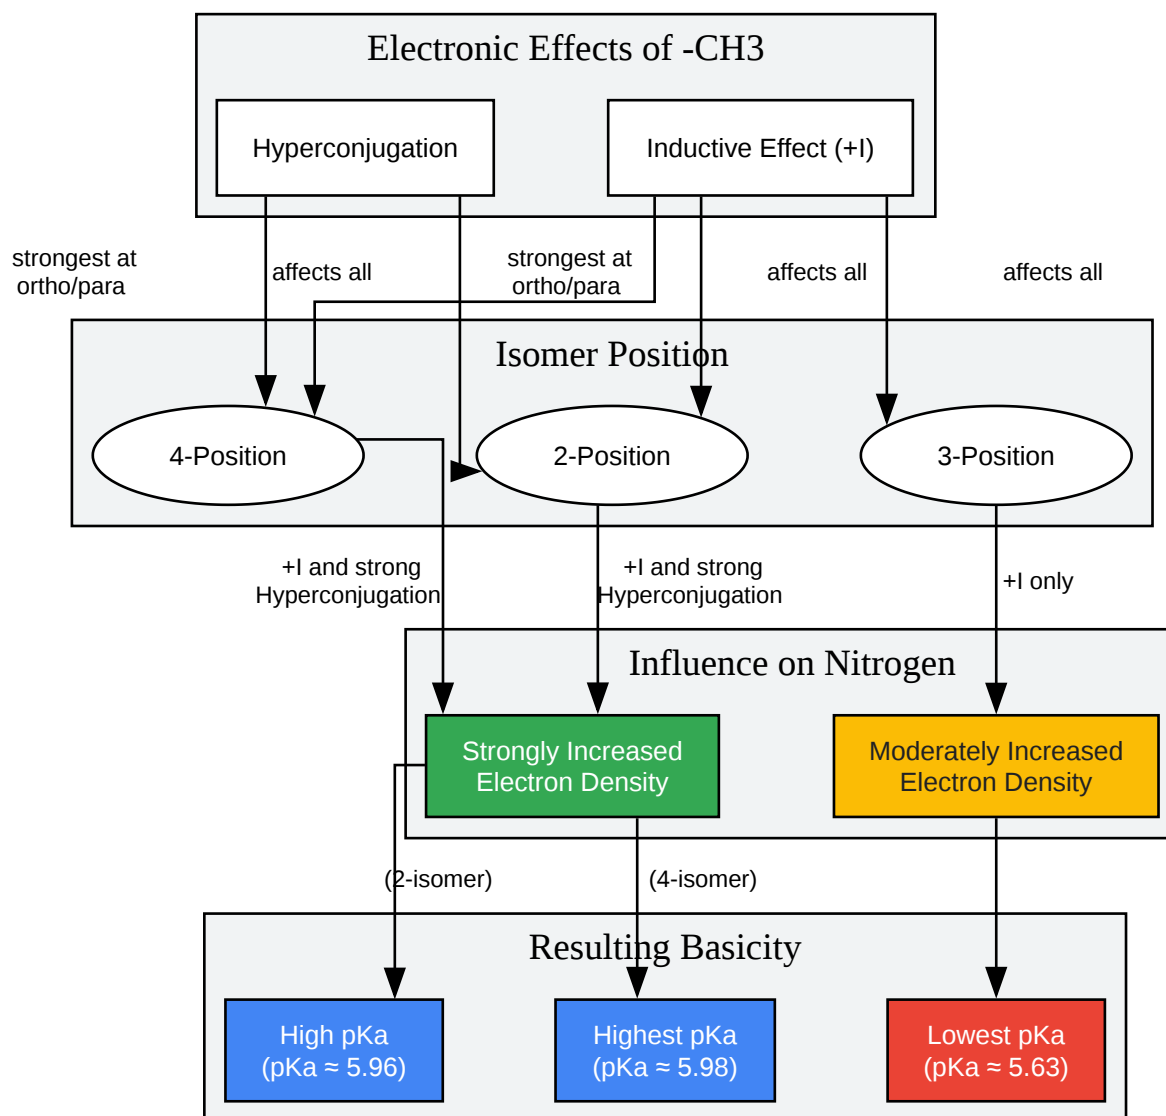 Electronic Effects of -CH3
Hyperconjugation
Inductive Effect (+I)
strongest at
ortho/para
affects all
strongest at
ortho/para
affects all
affects all
Isomer Position
4-Position
2-Position
3-Position
+I and strong
Hyperconjugation
+I and strong
Hyperconjugation
+I only
Influence on Nitrogen
Strongly Increased
Electron Density
Moderately Increased
Electron Density
(2-isomer)
(4-isomer)
Resulting Basicity
High pKa
(pKa ≈ 5.96)
Highest pKa
(pKa ≈ 5.98)
Lowest pKa
(pKa ≈ 5.63)